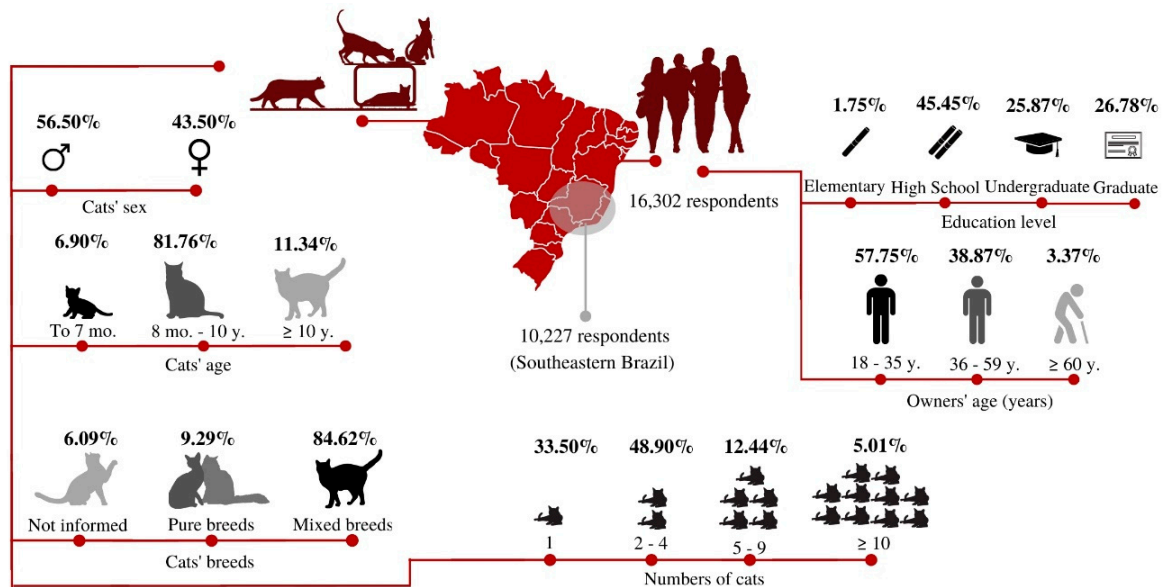 56.50% 43.50%
Cats' sex
6.90% 81.76% 11.34%
To 7 mo. 8 mo. - 10 y. ≥ 10 y.
Cats' age
6.09% 9.29% 84.62%
Not informed Pure breeds Mixed breeds
Cats' breeds
16,302 respondents
10,227 respondents
(Southeastern Brazil)
1.75% 45.45% 25.87% 26.78%
Elementary High School Undergraduate Graduate
Education level
57.75% 38.87% 3.37%
18 - 35 y. 36 - 59 y. ≥ 60 y.
Owners' age (years)
33.50% 48.90% 12.44% 5.01%
1 2 - 4 5 - 9 ≥ 10
Numbers of cats